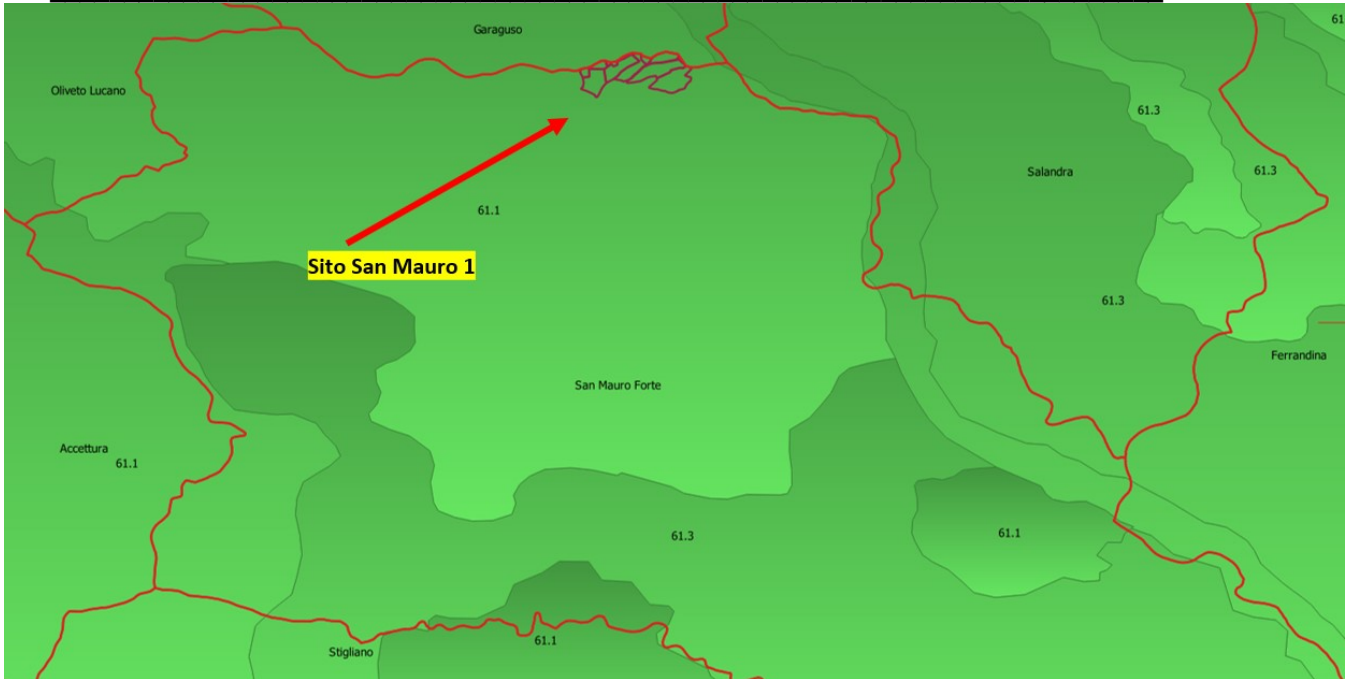 61
Garaguso
Oliveto Lucano
61.3
Salandra
61.3
61.1
Sito San Mauro 1
61.3
Ferrandina
San Mauro Forte
Accettura
61.1
61.3
61.1
61.1
Stigliano